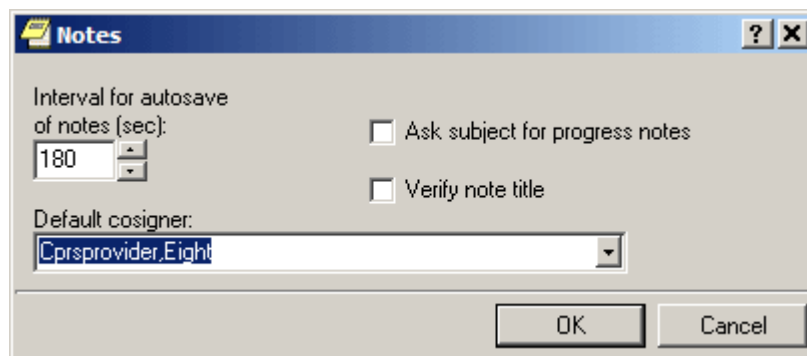 Notes
Interval for autosave
of notes (sec):
180
Ask subject for progress notes
Verify note title
Default cosigner:
Cprsprovider,Eight
OK
Cancel